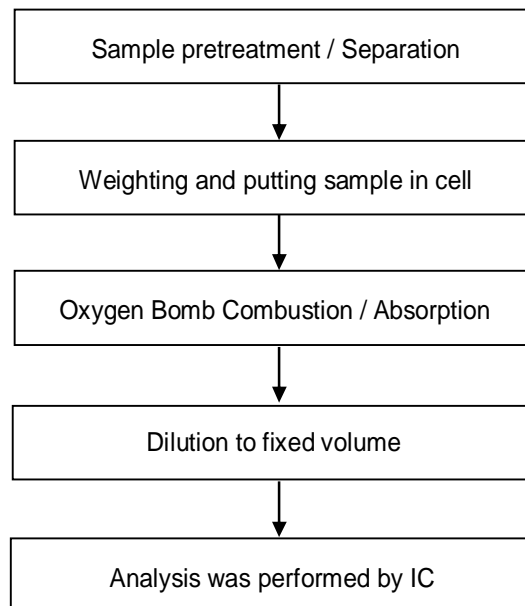 Sample pretreatment / Separation
Weighting and putting sample in cell
Oxygen Bomb Combustion / Absorption
Dilution to fixed volume
Analysis was performed by IC